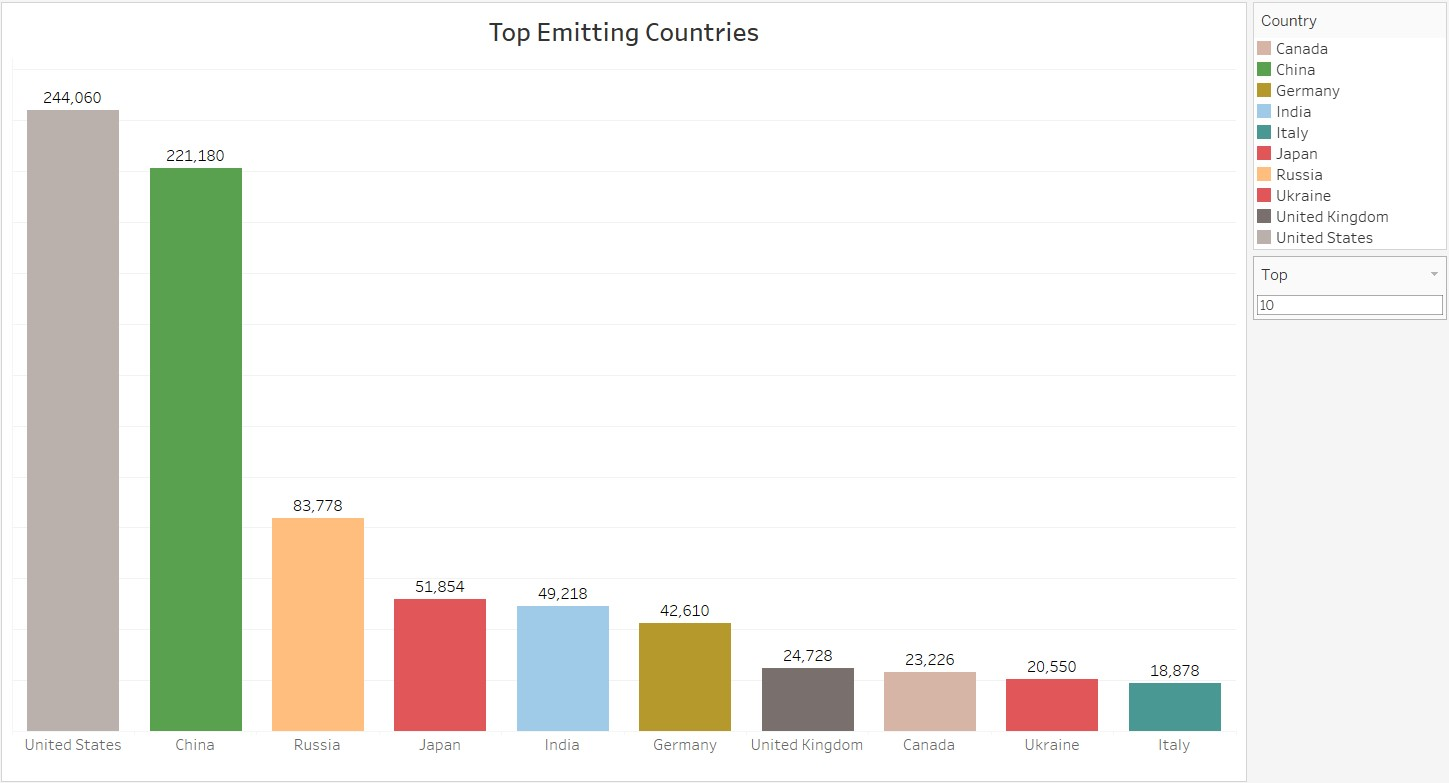 Top Emitting Countries
244,060
221,180
83,778
51,854
49,218
42,610
24,728
23,226
20,550
18,878
United States
China
Russia
Japan
India
Germany
United Kingdom
Canada
Ukraine
Italy
Country
Canada
China
Germany
India
Italy
Japan
Russia
Ukraine
United Kingdom
United States
Top
10